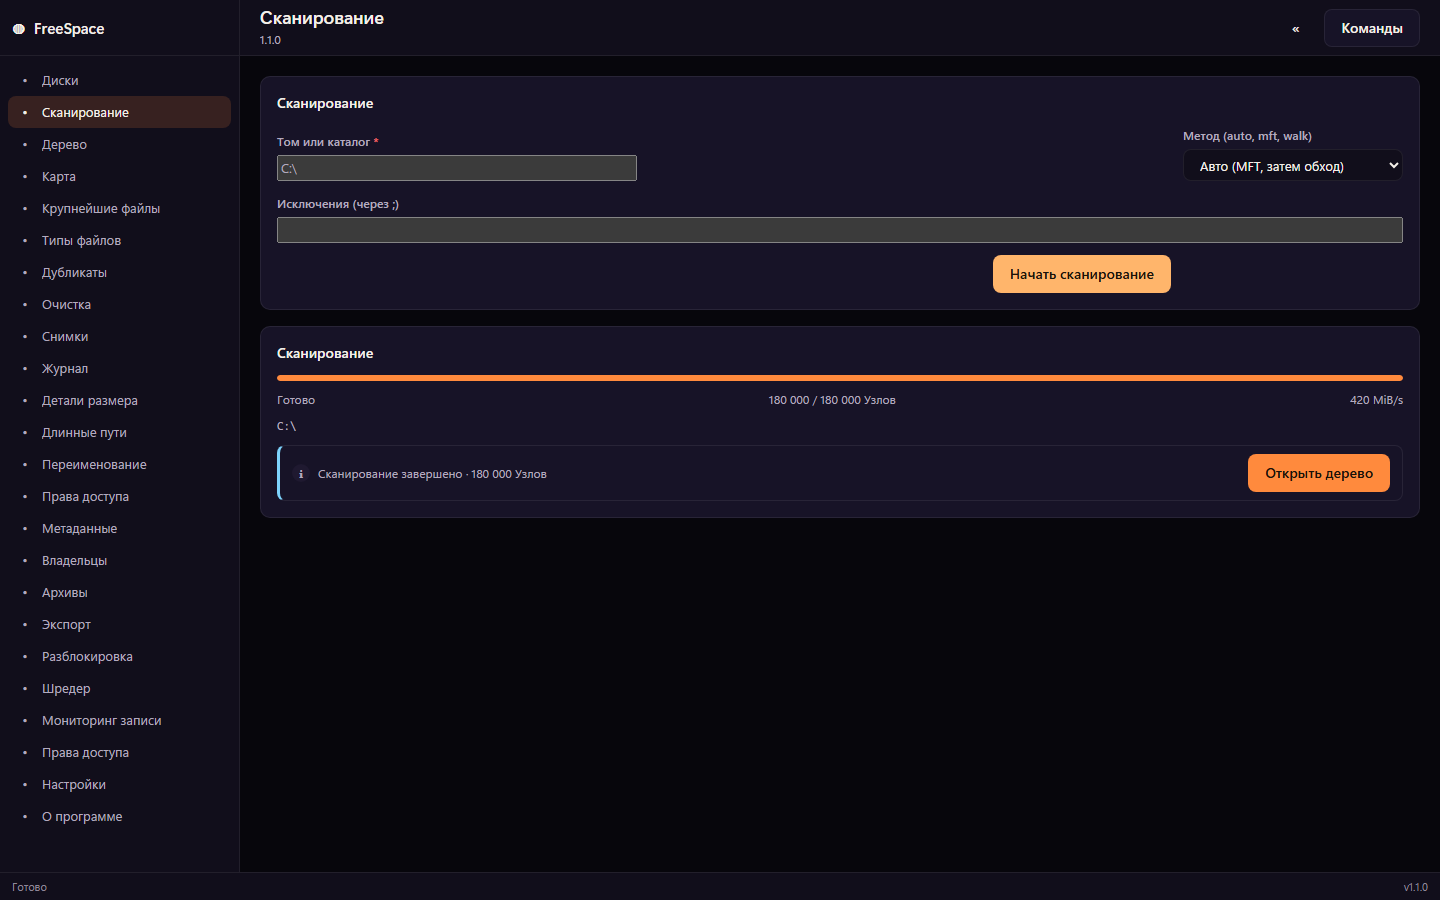 FreeSpace
Сканирование
1.1.0
«
Команды
Диски
Сканирование
Дерево
Карта
Крупнейшие файлы
Типы файлов
Дубликаты
Очистка
Снимки
Журнал
Детали размера
Длинные пути
Переименование
Права доступа
Метаданные
Владельцы
Архивы
Экспорт
Разблокировка
Шредер
Мониторинг записи
Права доступа
Настройки
О программе
Сканирование
Том или каталог *
C:\
Метод (auto, mft, walk)
Авто (MFT, затем обход)
Исключения (через ;)
Начать сканирование
Сканирование
Готово 180 000 / 180 000 Узлов 420 MiB/s
C:\
i Сканирование завершено · 180 000 Узлов
Открыть дерево
Готово v1.1.0